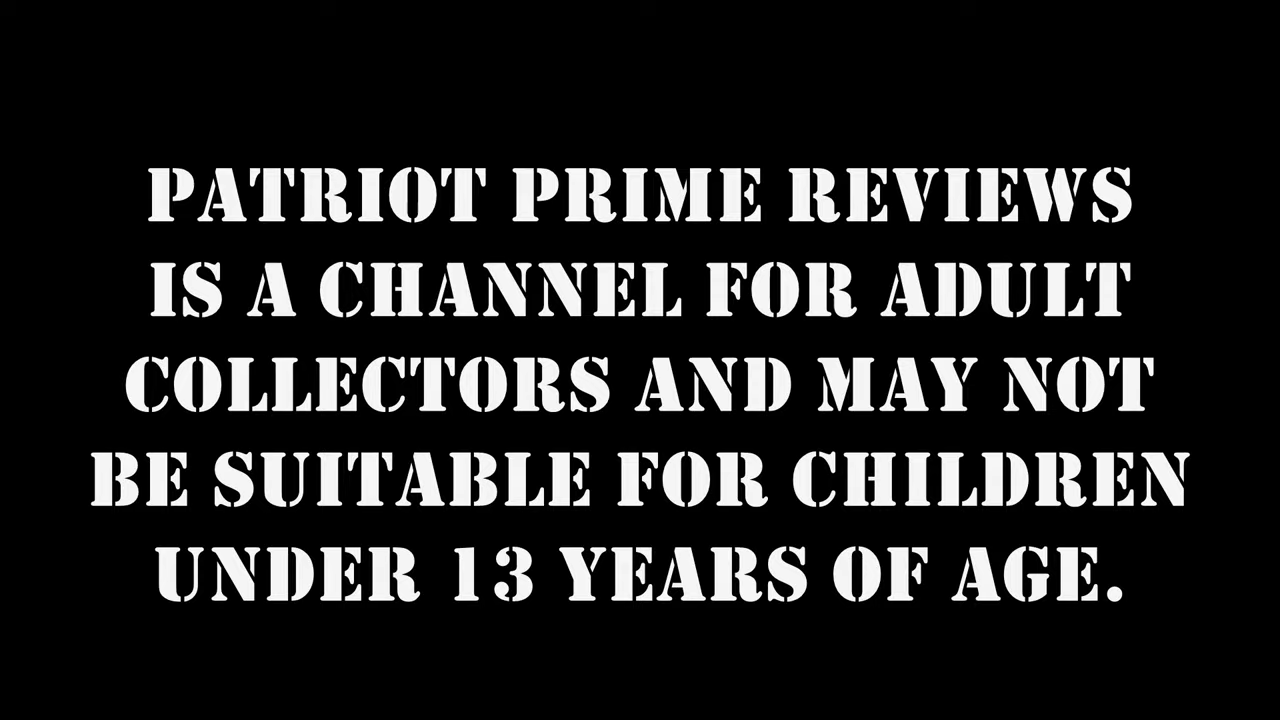 PATRIOT PRIME REVIEWS
IS A CHANNEL FOR ADULT
COLLECTORS AND MAY NOT
BE SUITABLE FOR CHILDREN
UNDER 13 YEARS OF AGE.